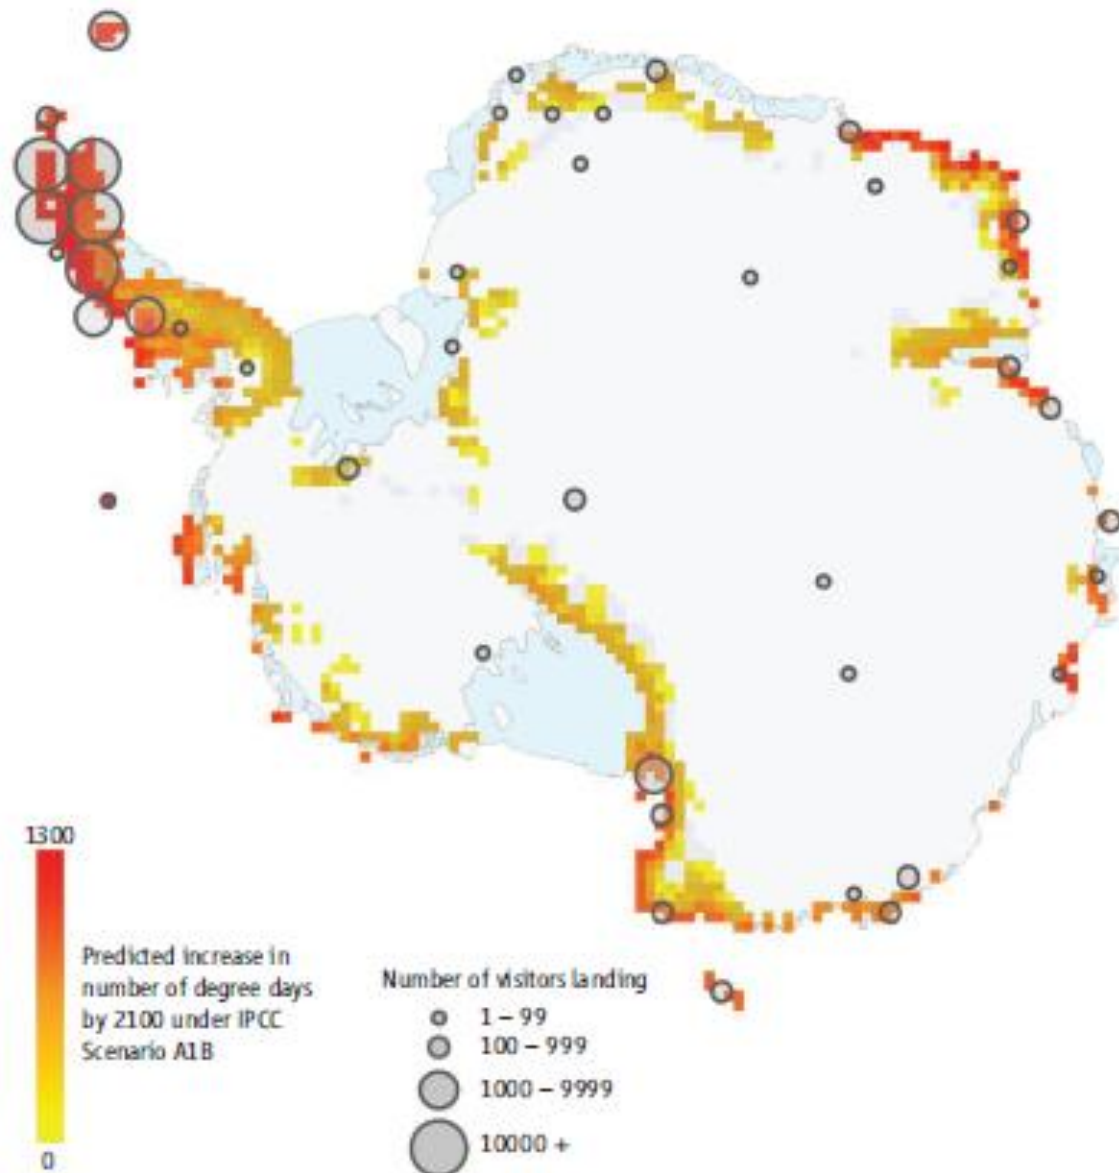 1300
Predicted increase in
number of degree days
by 2100 under IPCC
Scenario A1B
0
Number of visitors landing
1 – 99
100 – 999
1000 – 9999
10000 +